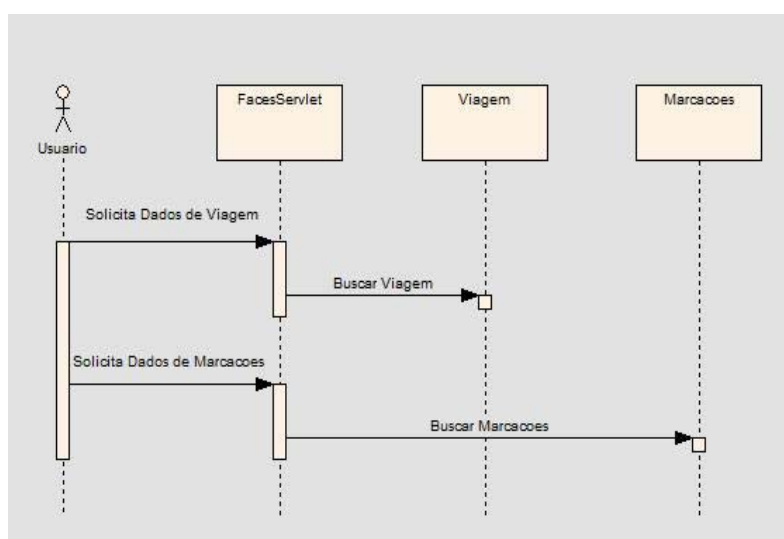 FacesServlet
Viagem
Marcacoes
Usuario
Solicita Dados de Viagem
Buscar Viagem
Solicita Dados de Marcacoes
Buscar Marcacoes